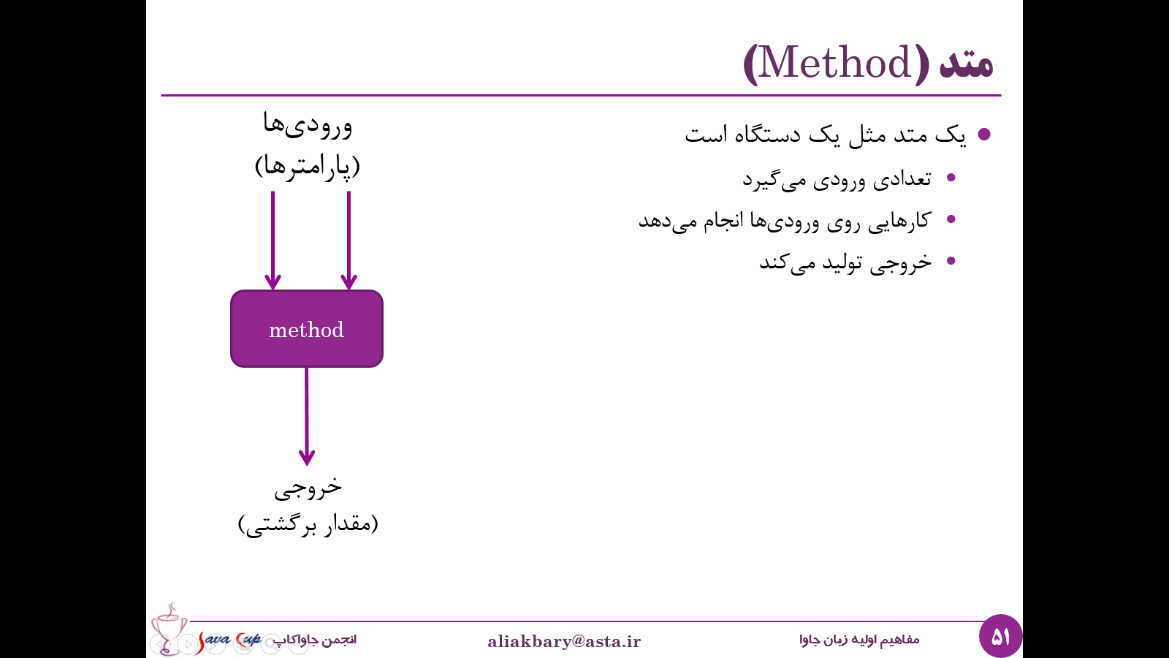 متد (Method)
یک متد مثل یک دستگاه است
تعدادی ورودی می‌گیرد
کارهایی روی ورودی‌ها انجام می‌دهد
خروجی تولید می‌کند
ورودی‌ها
(پارامترها)
method
خروجی
(مقدار برگشتی)
۵۱
مفاهیم اولیه زبان جاوا
aliakbary@asta.ir
انجمن جاواکاپ
Java Cup